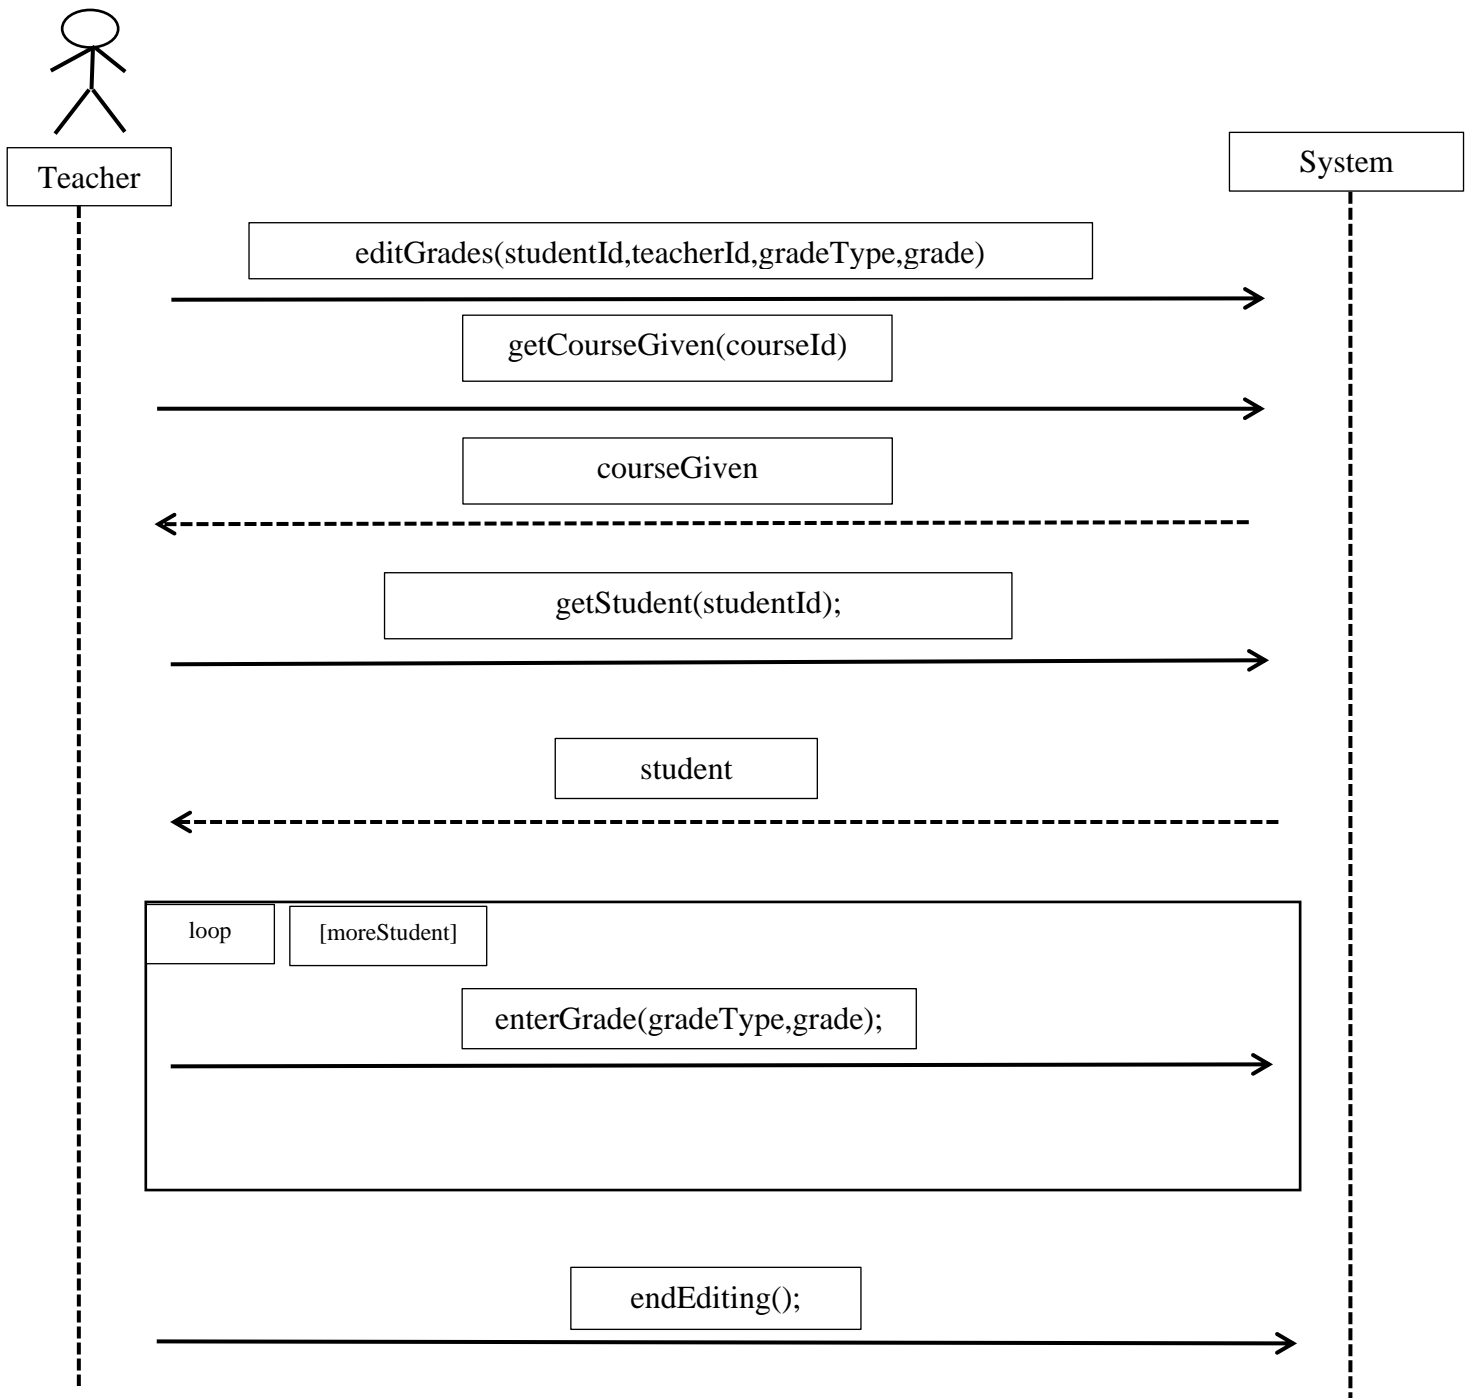 Teacher
System
editGrades(studentId,teacherId,gradeType,grade)
getCourseGiven(courseId)
courseGiven
getStudent(studentId);
student
loop
[moreStudent]
enterGrade(gradeType,grade);
endEditing();